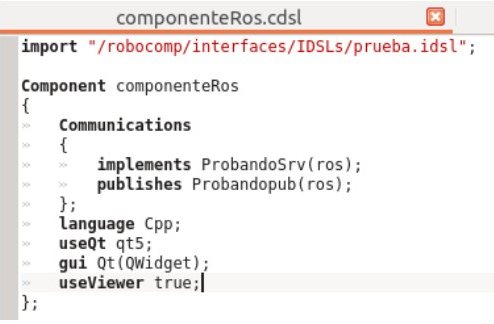 componenteRos.cdsl
import "/robocomp/interfaces/IDSLs/prueba.idsl";
Component componenteRos
{
» Communications
» {
» » implements ProbandoSrv(ros);
» » publishes Probandopub(ros);
» };
» language Cpp;
» useQt qt5;
» gui Qt(QWidget);
» useViewer true;
};